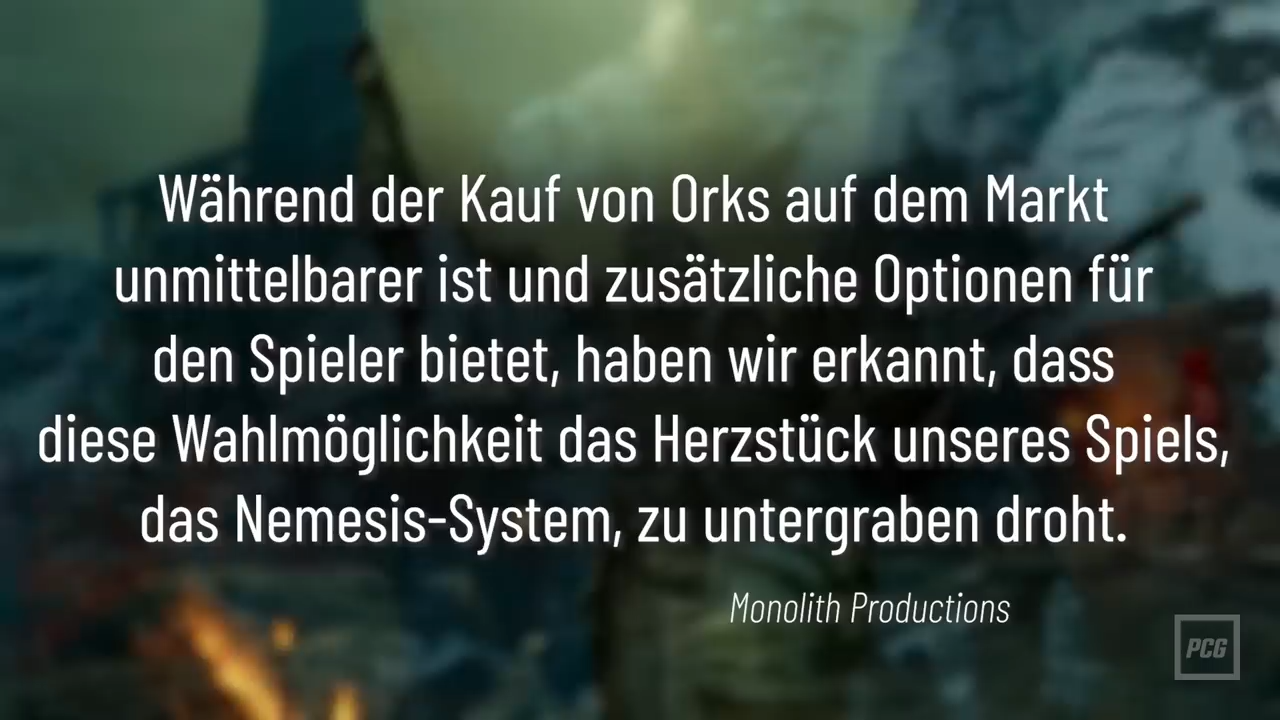 Während der Kauf von Orks auf dem Markt
unmittelbarer ist und zusätzliche Optionen für
den Spieler bietet, haben wir erkannt, dass
diese Wahlmöglichkeit das Herzstück unseres Spiels,
das Nemesis-System, zu untergraben droht.
Monolith Productions
PCG